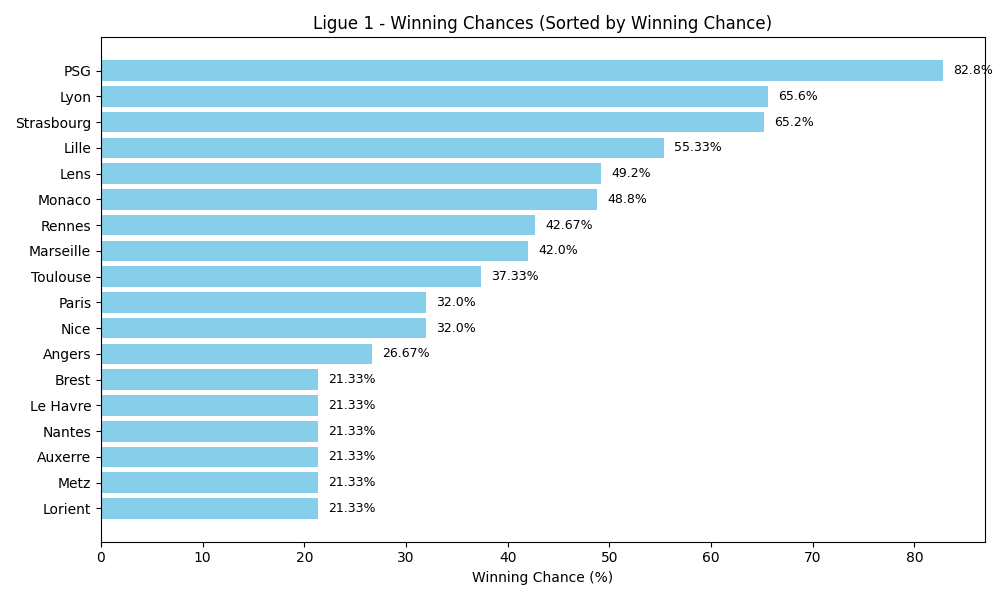 Ligue 1 - Winning Chances (Sorted by Winning Chance)
PSG 82.8%
Lyon 65.6%
Strasbourg 65.2%
Lille 55.33%
Lens 49.2%
Monaco 48.8%
Rennes 42.67%
Marseille 42.0%
Toulouse 37.33%
Paris 32.0%
Nice 32.0%
Angers 26.67%
Brest 21.33%
Le Havre 21.33%
Nantes 21.33%
Auxerre 21.33%
Metz 21.33%
Lorient 21.33%
0 10 20 30 40 50 60 70 80
Winning Chance (%)